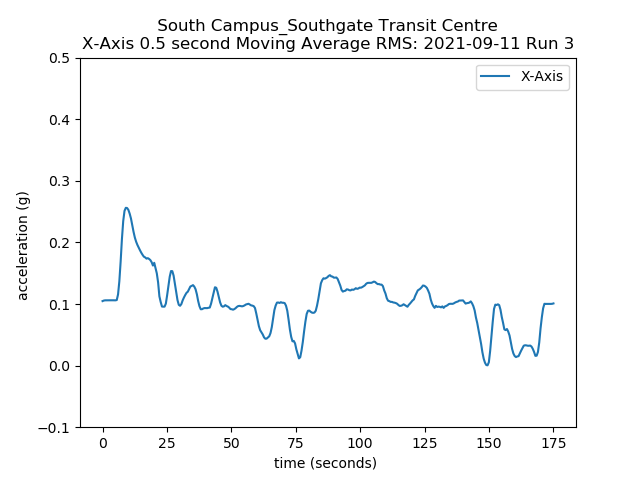 South Campus_Southgate Transit Centre
X-Axis 0.5 second Moving Average RMS: 2021-09-11 Run 3
X-Axis
0.5
0.4
0.3
0.2
0.1
0.0
−0.1
acceleration (g)
0 25 50 75 100 125 150 175
time (seconds)